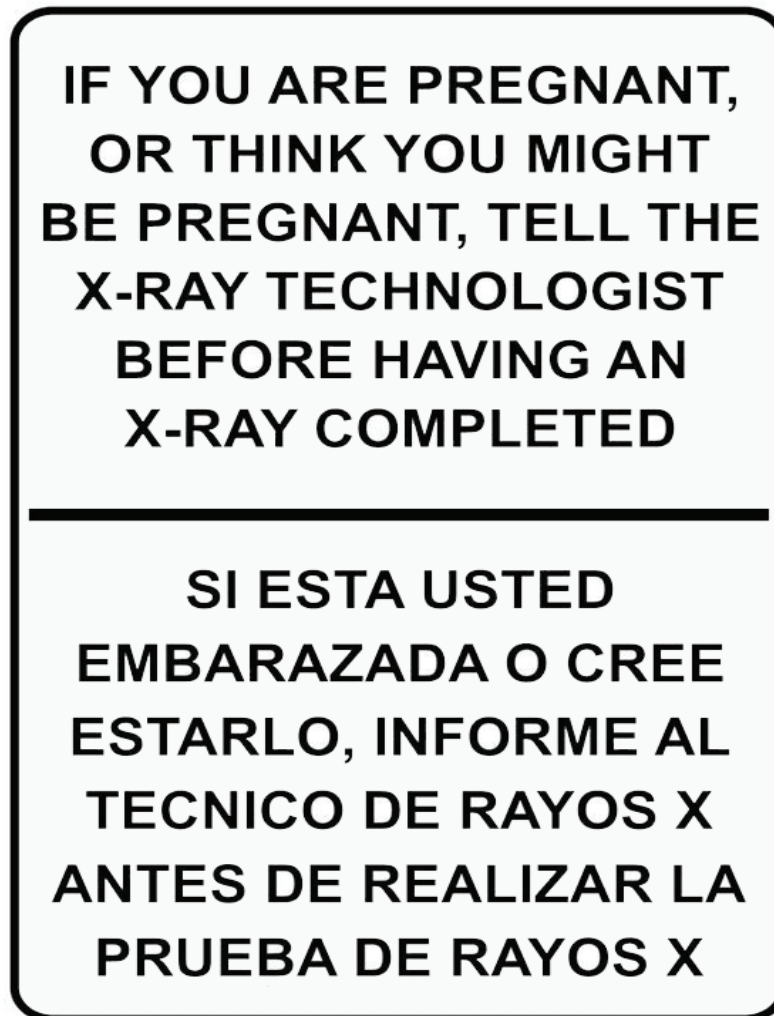 IF YOU ARE PREGNANT,
OR THINK YOU MIGHT
BE PREGNANT, TELL THE
X-RAY TECHNOLOGIST
BEFORE HAVING AN
X-RAY COMPLETED
SI ESTA USTED
EMBARAZADA O CREE
ESTARLO, INFORME AL
TECNICO DE RAYOS X
ANTES DE REALIZAR LA
PRUEBA DE RAYOS X